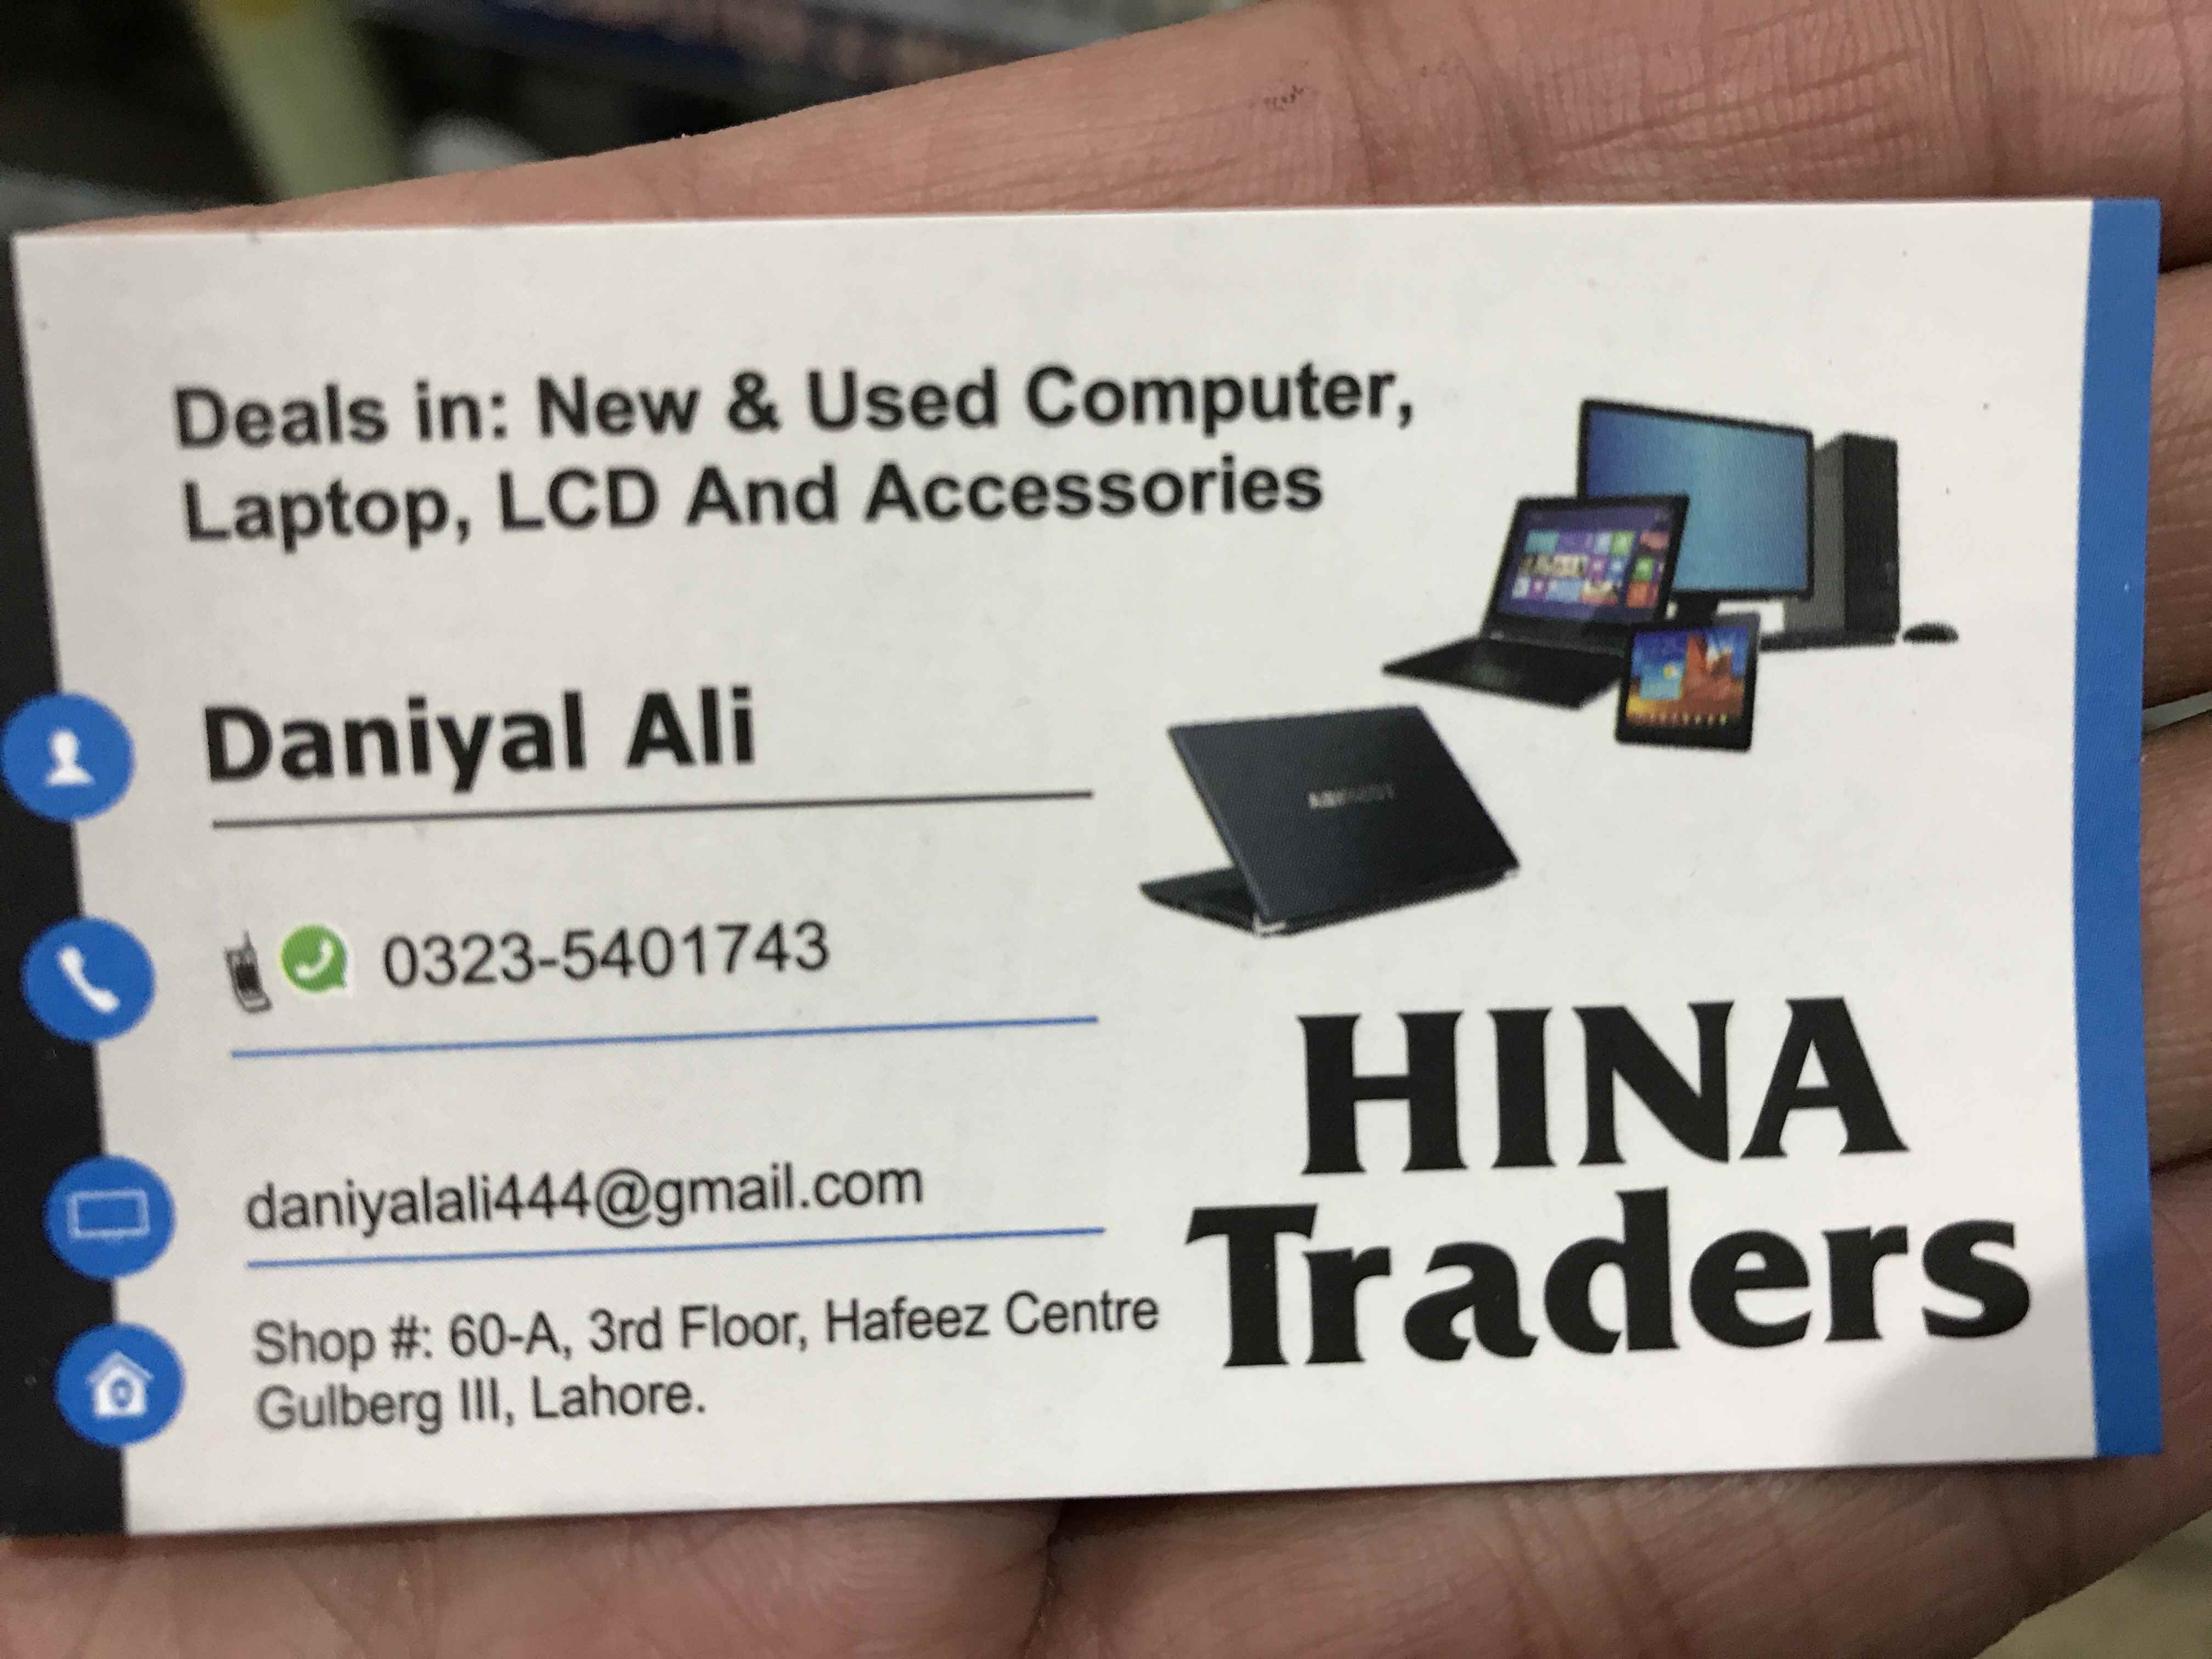 Deals in: New & Used Computer,
Laptop, LCD And Accessories
Daniyal Ali
0323-5401743
daniyalali444@gmail.com
Shop #: 60-A, 3rd Floor, Hafeez Centre
Gulberg III, Lahore.
HINA
Traders